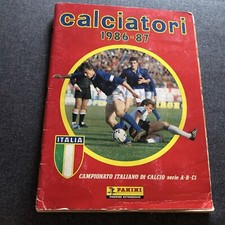 calciatori
1986-87
ITALIA
CAMPIONATO ITALIANO DI CALCIO serie A-B-C1
PANINI